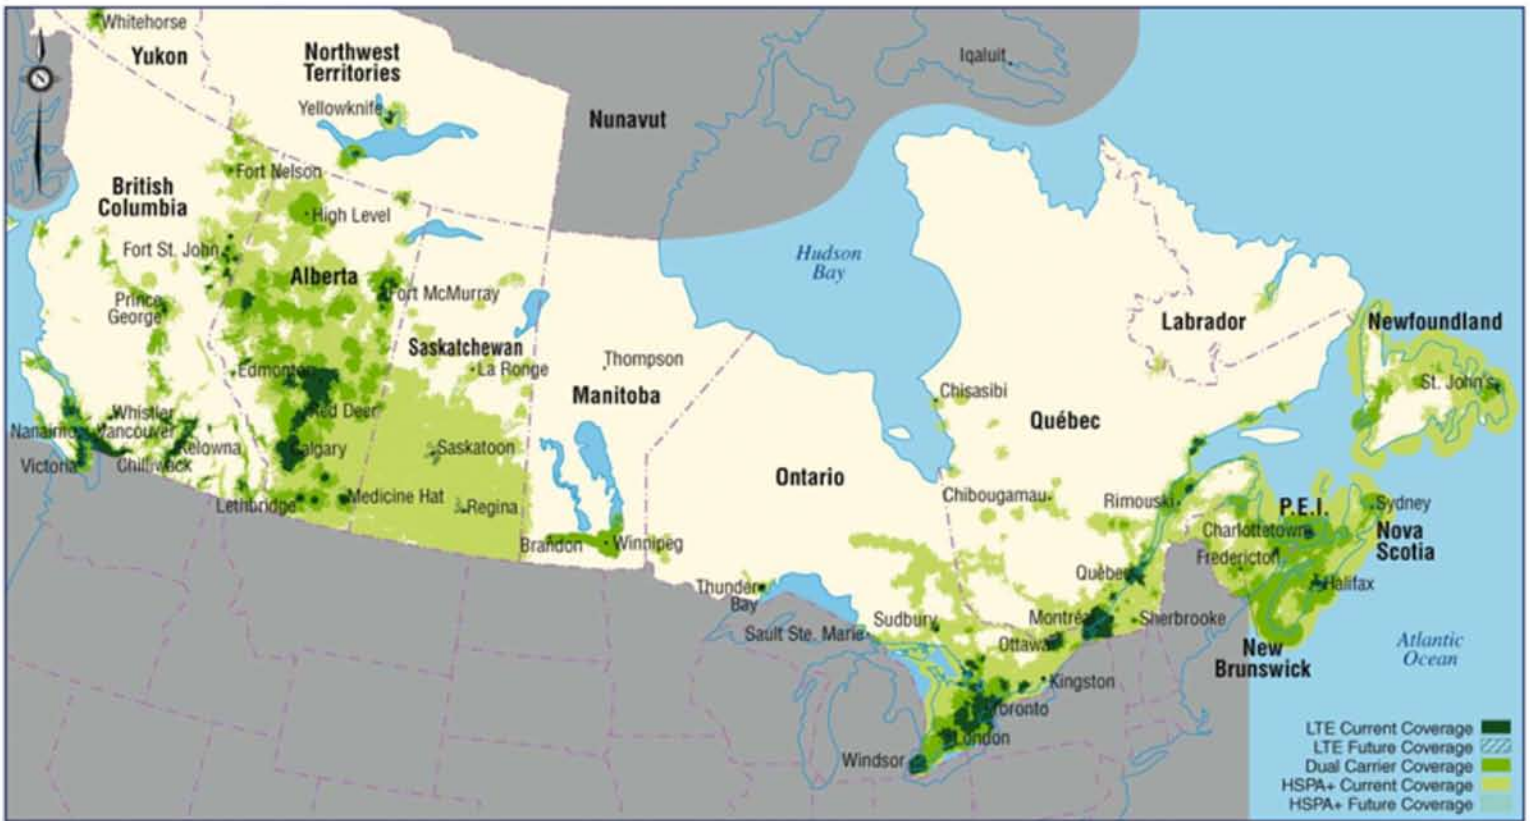 Whitehorse
Yukon
Northwest
Territories
Yellowknife
Iqaluit
Nunavut
Fort Nelson
British
Columbia
High Level
Fort St. John
Hudson
Bay
Alberta
Fort McMurray
Prince
George
Labrador
Newfoundland
Saskatchewan
Thompson
Edmonton
La Ronge
Manitoba
Chisasibi
St. John's
Whistler
Red Deer
Québec
Nanaimo
Vancouver
Kelowna
Calgary
Saskatoon
Victoria
Chilliwack
Ontario
Lethbridge
Medicine Hat
Regina
Chibougamau
Rimouski
P.E.I.
Sydney
Charlottetown
Nova
Scotia
Brandon
Winnipeg
Fredericton
Québec
Halifax
Thunder
Bay
Sudbury
Montréal
Sherbrooke
Sault Ste. Marie
Ottawa
New
Brunswick
Atlantic
Ocean
Kingston
Toronto
London
Windsor
LTE Current Coverage
LTE Future Coverage
Dual Carrier Coverage
HSPA+ Current Coverage
HSPA+ Future Coverage